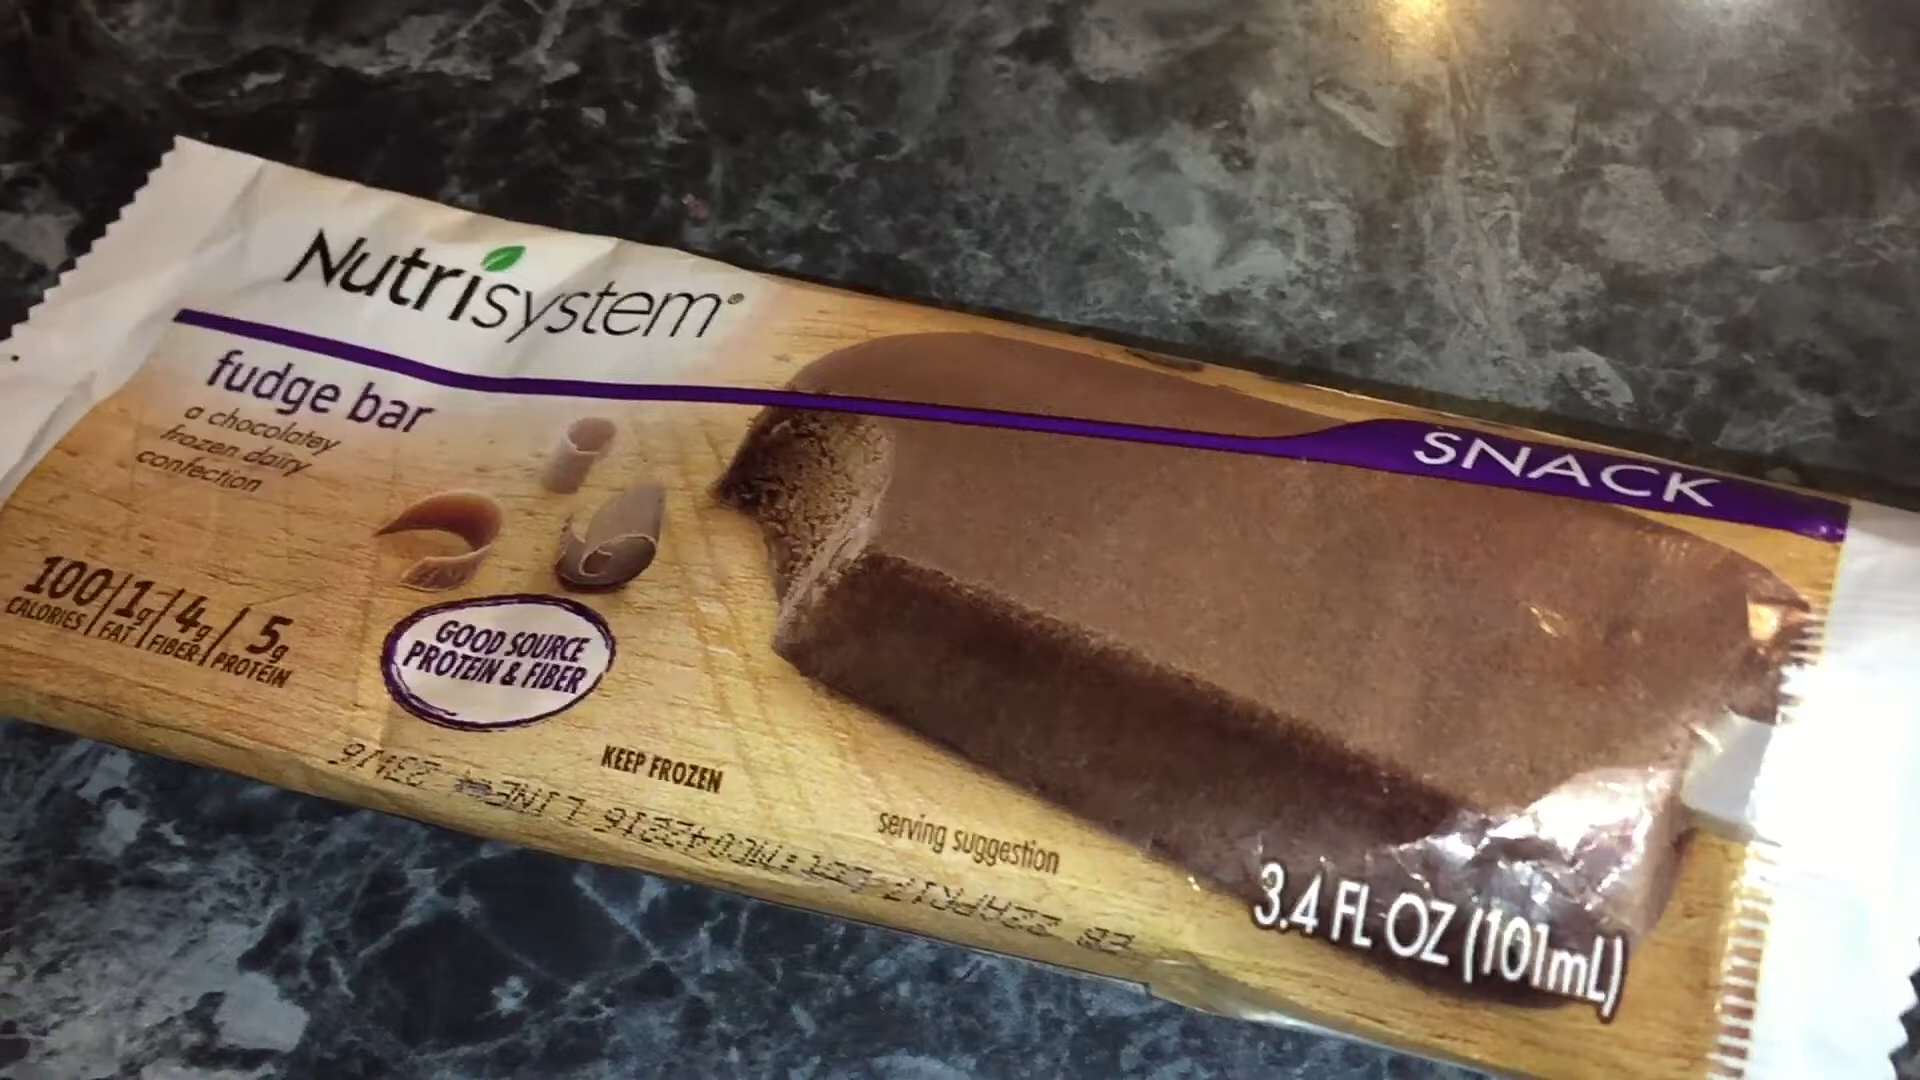 Nutrisystem®
fudge bar
a chocolatey
frozen dairy
confection
SNACK
100 CALORIES
1g FAT
4g FIBER
5g PROTEIN
GOOD SOURCE
PROTEIN & FIBER
KEEP FROZEN
serving suggestion
3.4 FL OZ (101mL)